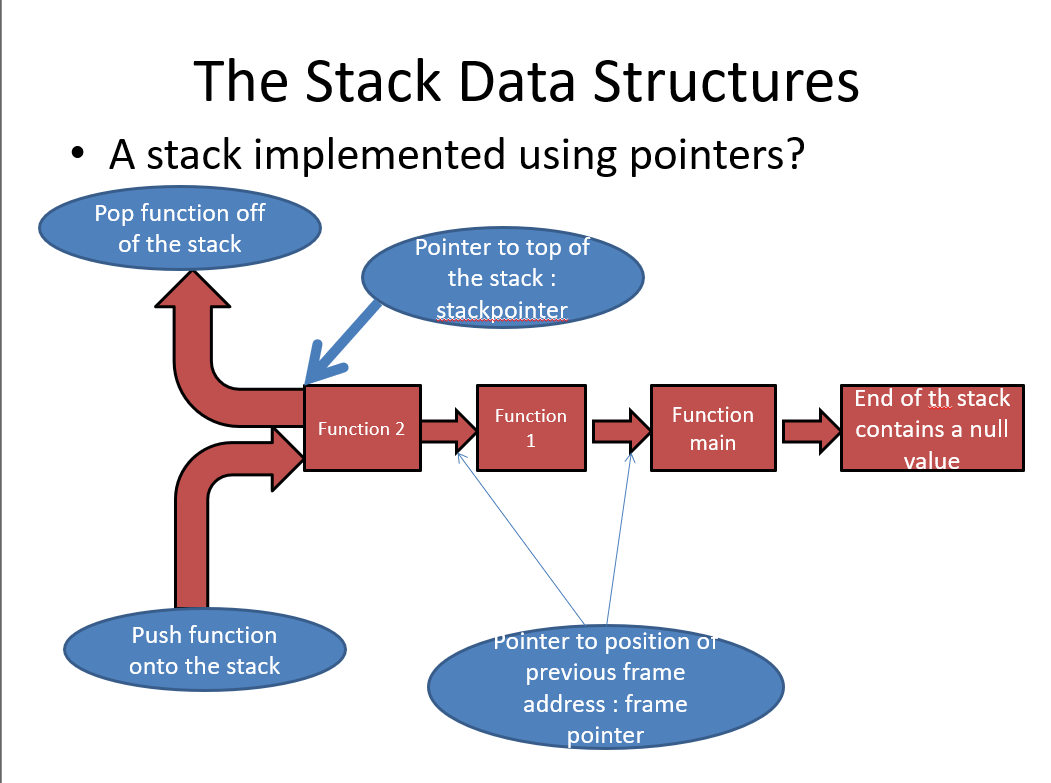 The Stack Data Structures
• A stack implemented using pointers?
Pop function off
of the stack
Pointer to top of
the stack :
stackpointer
Function 2
Function
1
Function
main
End of th stack
contains a null
value
Push function
onto the stack
Pointer to position of
previous frame
address : frame
pointer